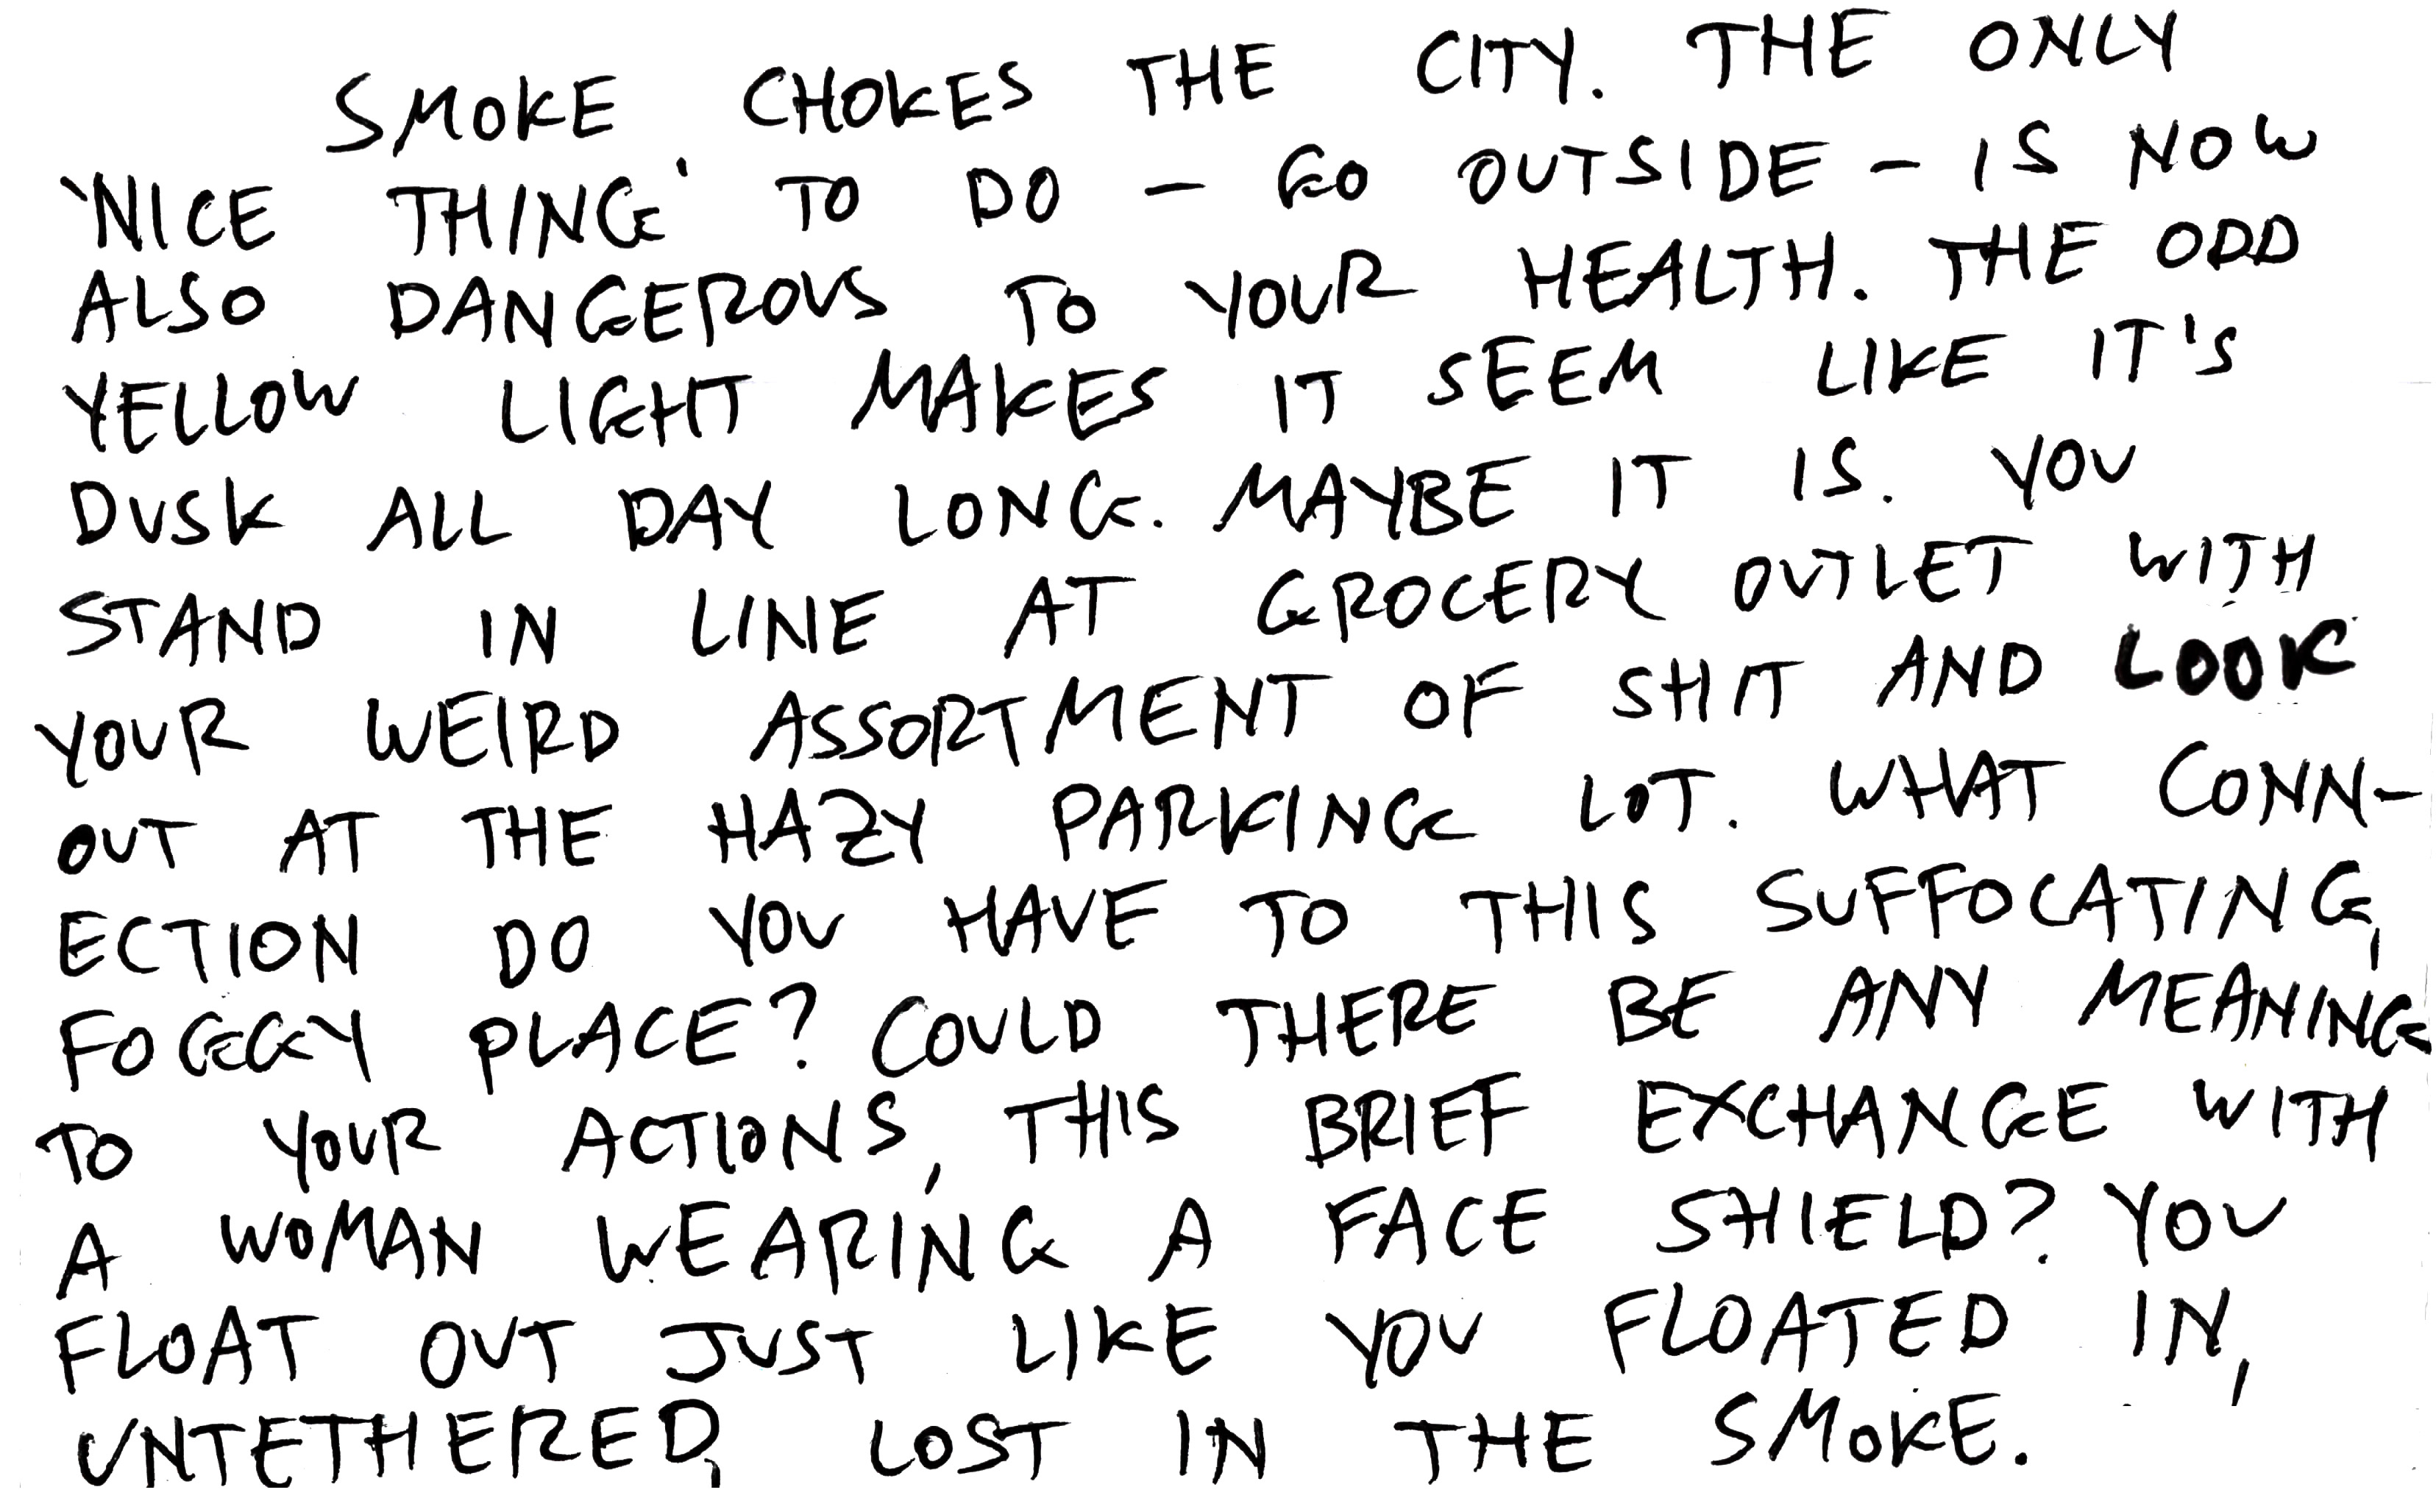 SMOKE CHOKES THE CITY. THE ONLY
'NICE THING' TO DO – GO OUTSIDE – IS NOW
ALSO DANGEROUS TO YOUR HEALTH. THE ODD
YELLOW LIGHT MAKES IT SEEM LIKE IT'S
DUSK ALL DAY LONG. MAYBE IT IS. YOU
STAND IN LINE AT GROCERY OUTLET WITH
YOUR WEIRD ASSORTMENT OF SHIT AND LOOK
OUT AT THE HAZY PARKING LOT. WHAT CONN-
ECTION DO YOU HAVE TO THIS SUFFOCATING,
FOGGY PLACE? COULD THERE BE ANY MEANING
TO YOUR ACTIONS, THIS BRIEF EXCHANGE WITH
A WOMAN WEARING A FACE SHIELD? YOU
FLOAT OUT JUST LIKE YOU FLOATED IN,
UNTETHERED, LOST IN THE SMOKE.